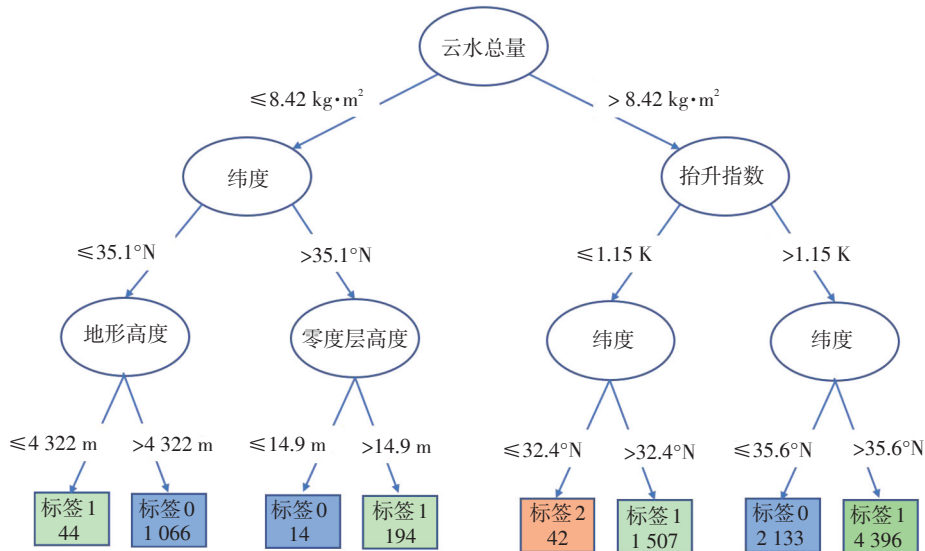 云水总量
≤8.42 kg·m²
>8.42 kg·m²
纬度
抬升指数
≤35.1°N
>35.1°N
≤1.15 K
>1.15 K
地形高度
零度层高度
纬度
纬度
≤4 322 m
>4 322 m
≤14.9 m
>14.9 m
≤32.4°N
>32.4°N
≤35.6°N
>35.6°N
标签1
44
标签0
1 066
标签0
14
标签1
194
标签2
42
标签1
1 507
标签0
2 133
标签1
4 396